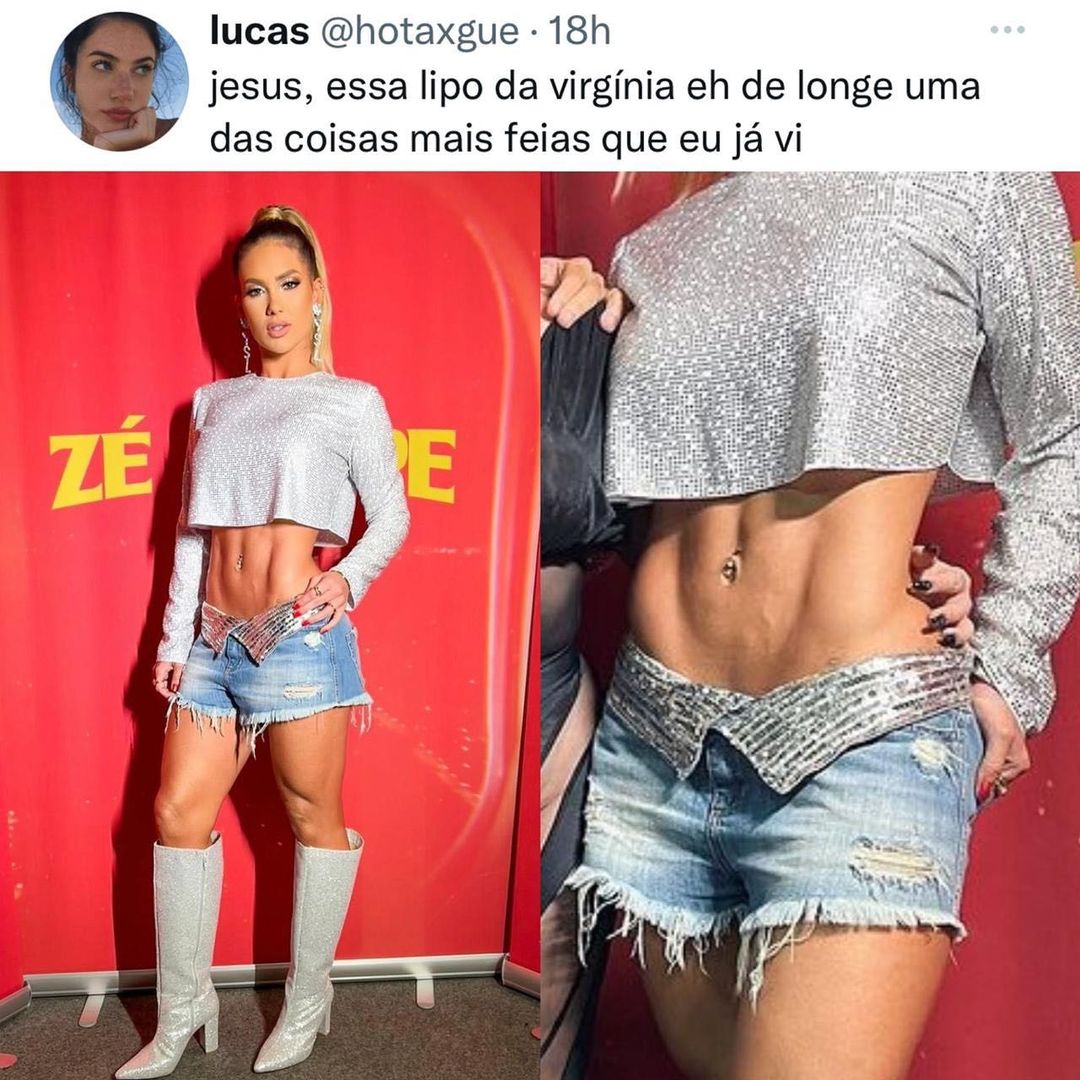 lucas @hotaxgue · 18h
jesus, essa lipo da virgínia eh de longe uma
das coisas mais feias que eu já vi
ZÉ PE